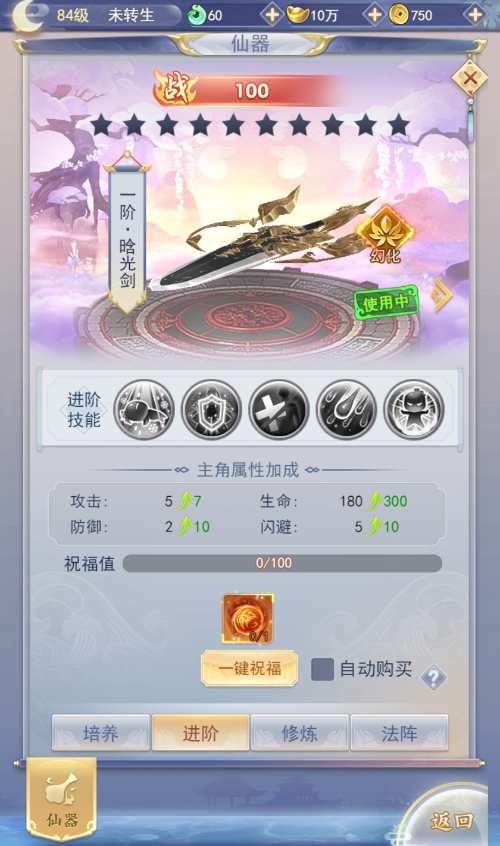 84级 未转生 60 10万 750
仙器
战 100
一阶·晗光剑
幻化
使用中
进阶技能
主角属性加成
攻击: 5 7 生命: 180 300
防御: 2 10 闪避: 5 10
祝福值 0/100
0/1
一键祝福 自动购买 ?
培养 进阶 修炼 法阵
仙器 返回